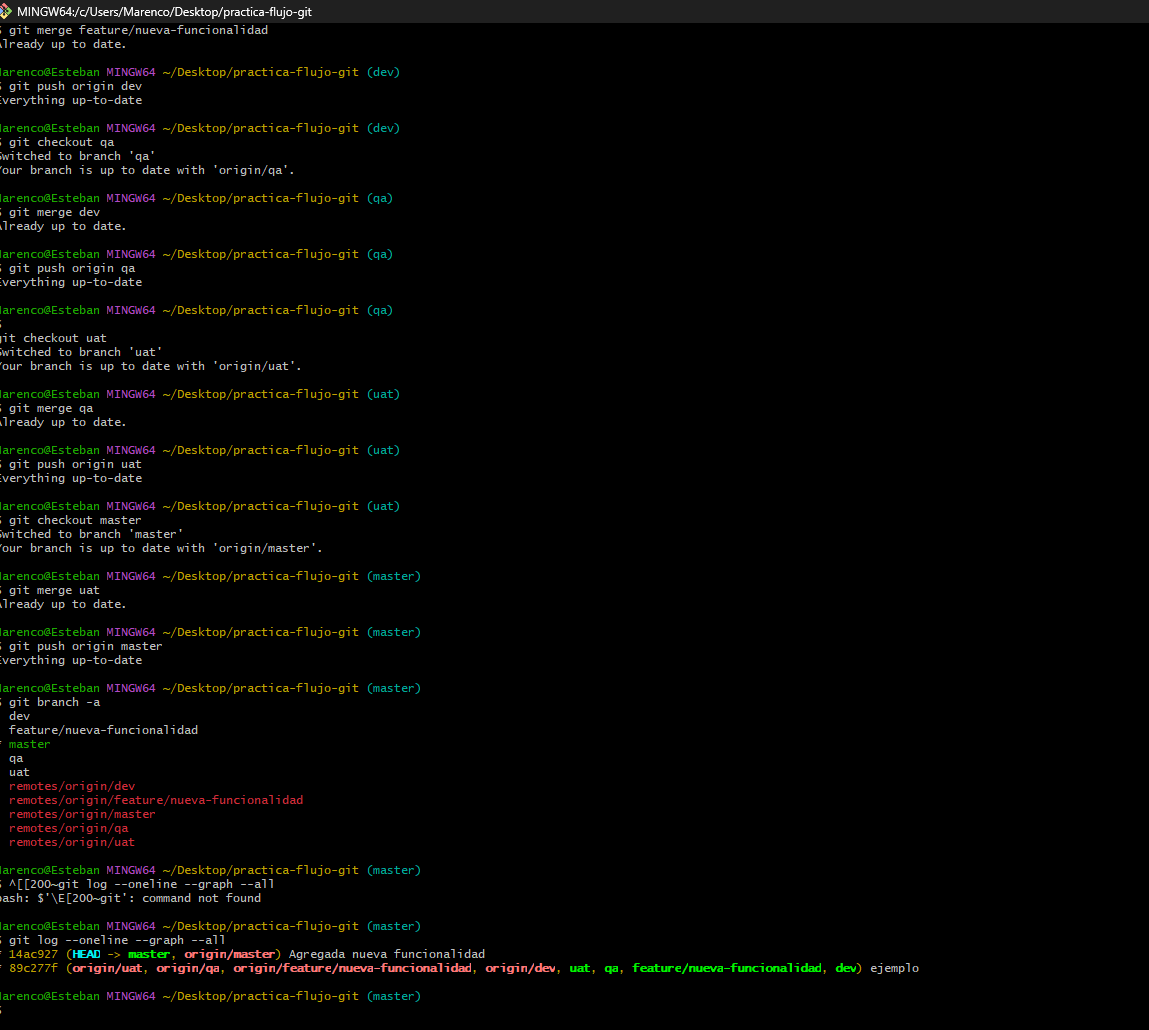 MINGW64:/c/Users/Marenco/Desktop/practica-flujo-git
$ git merge feature/nueva-funcionalidad
Already up to date.
Marenco@Esteban MINGW64 ~/Desktop/practica-flujo-git (dev)
$ git push origin dev
Everything up-to-date
Marenco@Esteban MINGW64 ~/Desktop/practica-flujo-git (dev)
$ git checkout qa
Switched to branch 'qa'
Your branch is up to date with 'origin/qa'.
Marenco@Esteban MINGW64 ~/Desktop/practica-flujo-git (qa)
$ git merge dev
Already up to date.
Marenco@Esteban MINGW64 ~/Desktop/practica-flujo-git (qa)
$ git push origin qa
Everything up-to-date
Marenco@Esteban MINGW64 ~/Desktop/practica-flujo-git (qa)
$
git checkout uat
Switched to branch 'uat'
Your branch is up to date with 'origin/uat'.
Marenco@Esteban MINGW64 ~/Desktop/practica-flujo-git (uat)
$ git merge qa
Already up to date.
Marenco@Esteban MINGW64 ~/Desktop/practica-flujo-git (uat)
$ git push origin uat
Everything up-to-date
Marenco@Esteban MINGW64 ~/Desktop/practica-flujo-git (uat)
$ git checkout master
Switched to branch 'master'
Your branch is up to date with 'origin/master'.
Marenco@Esteban MINGW64 ~/Desktop/practica-flujo-git (master)
$ git merge uat
Already up to date.
Marenco@Esteban MINGW64 ~/Desktop/practica-flujo-git (master)
$ git push origin master
Everything up-to-date
Marenco@Esteban MINGW64 ~/Desktop/practica-flujo-git (master)
$ git branch -a
dev
feature/nueva-funcionalidad
* master
qa
uat
remotes/origin/dev
remotes/origin/feature/nueva-funcionalidad
remotes/origin/master
remotes/origin/qa
remotes/origin/uat
Marenco@Esteban MINGW64 ~/Desktop/practica-flujo-git (master)
$ ^[[200~git log --oneline --graph --all
bash: $'\E[200~git': command not found
Marenco@Esteban MINGW64 ~/Desktop/practica-flujo-git (master)
$ git log --oneline --graph --all
* 14ac927 (HEAD -> master, origin/master) Agregada nueva funcionalidad
* 89c277f (origin/uat, origin/qa, origin/feature/nueva-funcionalidad, origin/dev, uat, qa, feature/nueva-funcionalidad, dev) ejemplo
Marenco@Esteban MINGW64 ~/Desktop/practica-flujo-git (master)
$